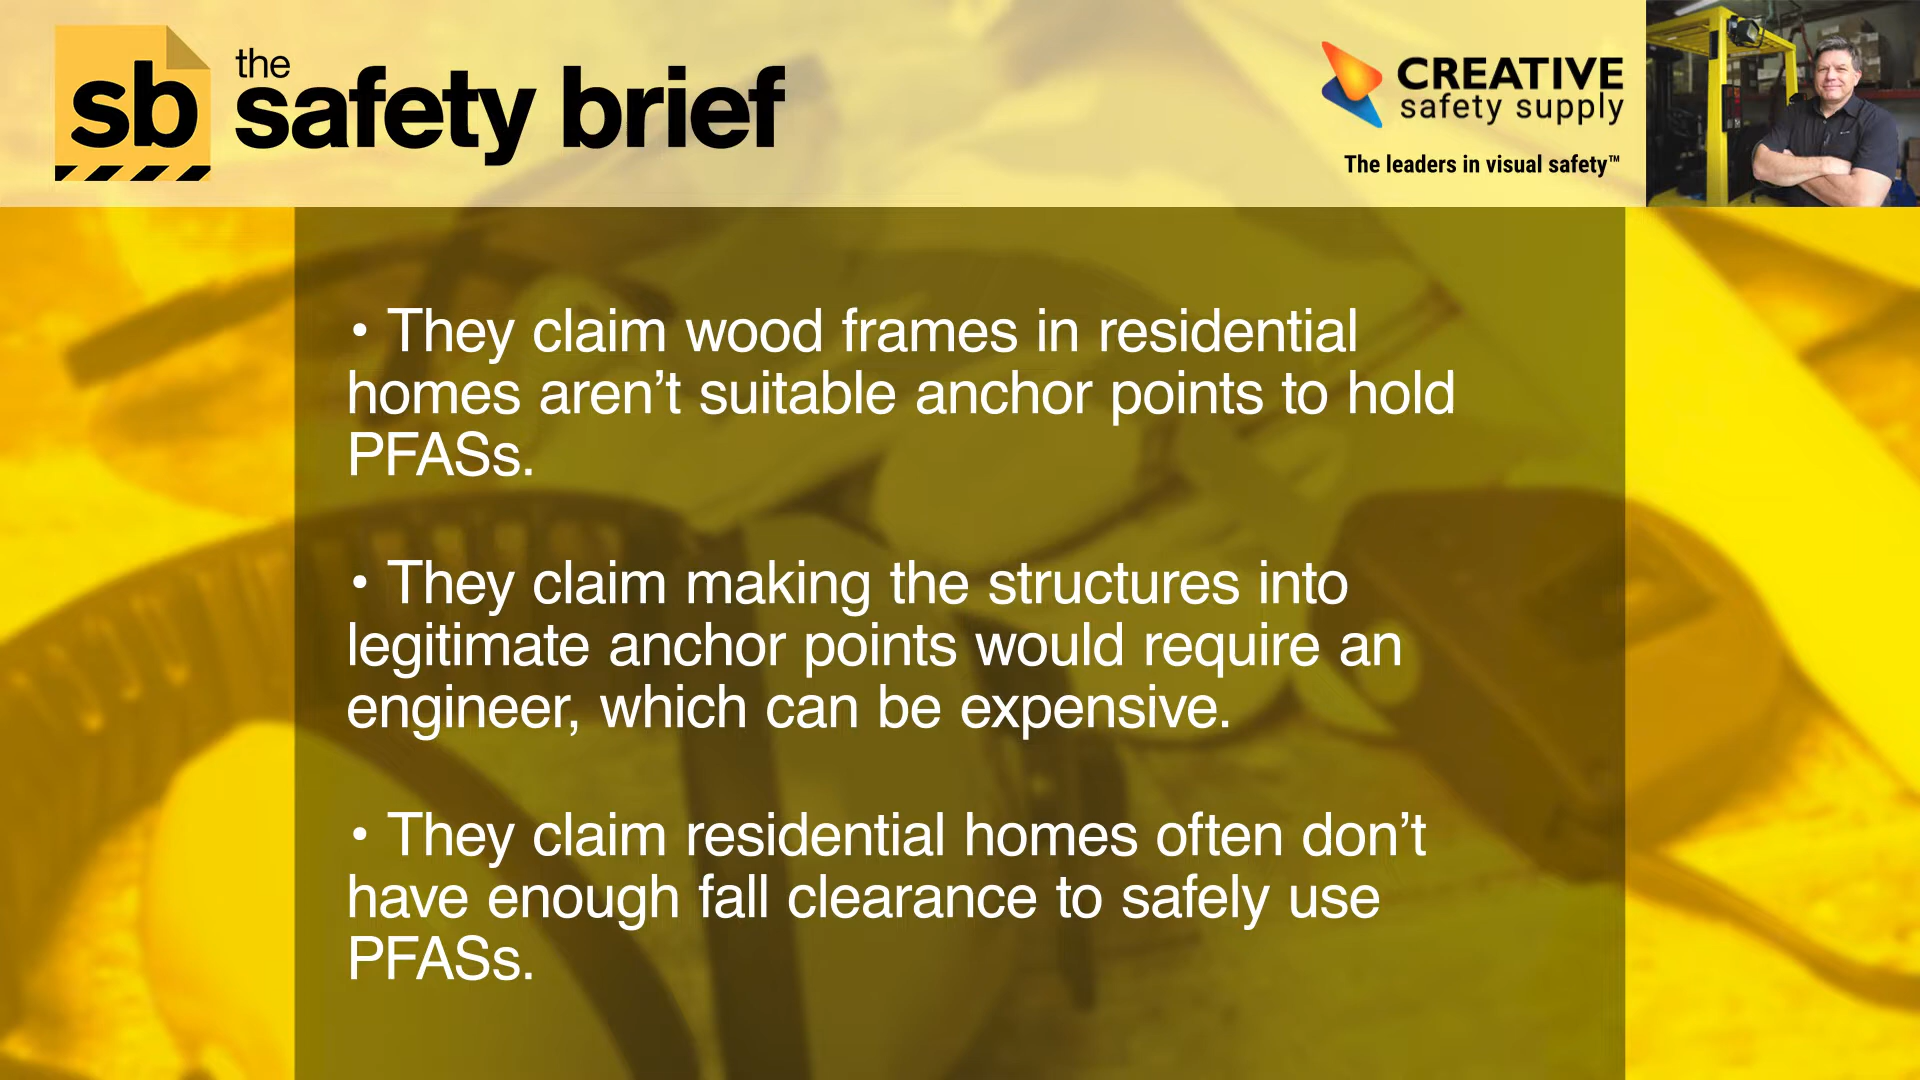 sb
the
safety brief
CREATIVE
safety supply
The leaders in visual safety™
• They claim wood frames in residential
homes aren’t suitable anchor points to hold
PFASs.
• They claim making the structures into
legitimate anchor points would require an
engineer, which can be expensive.
• They claim residential homes often don’t
have enough fall clearance to safely use
PFASs.